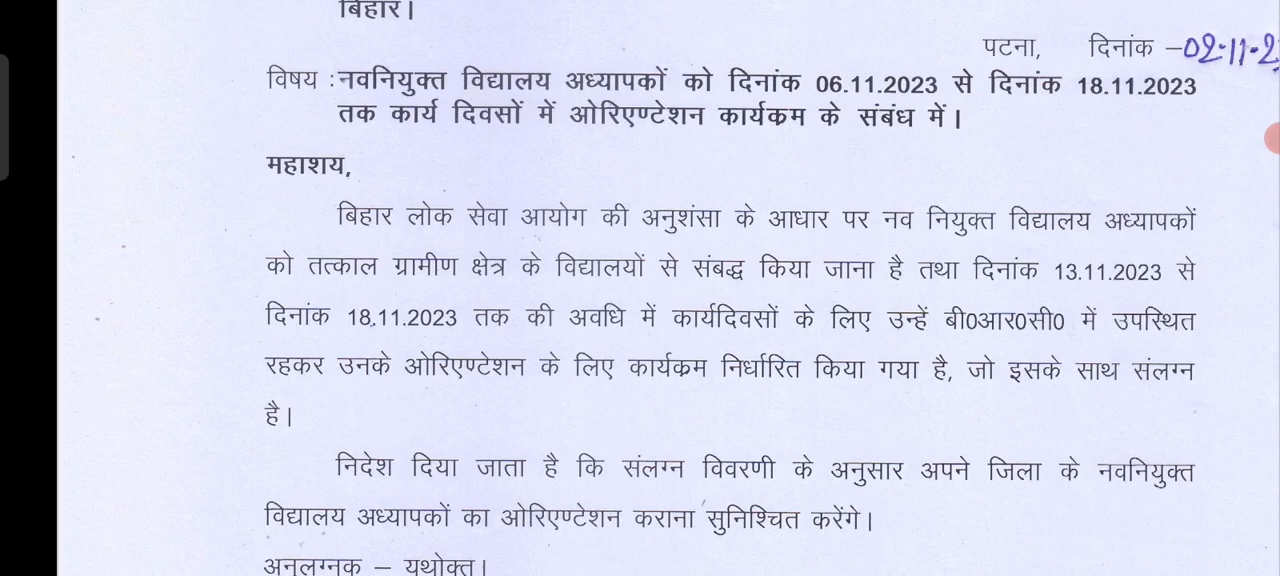 बिहार।
पटना, दिनांक –02.11.2
विषय : नवनियुक्त विद्यालय अध्यापकों को दिनांक 06.11.2023 से दिनांक 18.11.2023
तक कार्य दिवसों में ओरिएण्टेशन कार्यक्रम के संबंध में।
महाशय,
बिहार लोक सेवा आयोग की अनुशंसा के आधार पर नव नियुक्त विद्यालय अध्यापकों
को तत्काल ग्रामीण क्षेत्र के विद्यालयों से संबद्ध किया जाना है तथा दिनांक 13.11.2023 से
दिनांक 18.11.2023 तक की अवधि में कार्यदिवसों के लिए उन्हें बी0आर0सी0 में उपस्थित
रहकर उनके ओरिएण्टेशन के लिए कार्यक्रम निर्धारित किया गया है, जो इसके साथ संलग्न
है।
निदेश दिया जाता है कि संलग्न विवरणी के अनुसार अपने जिला के नवनियुक्त
विद्यालय अध्यापकों का ओरिएण्टेशन कराना सुनिश्चित करेंगे।
अनुलग्नक – यथोक्त।